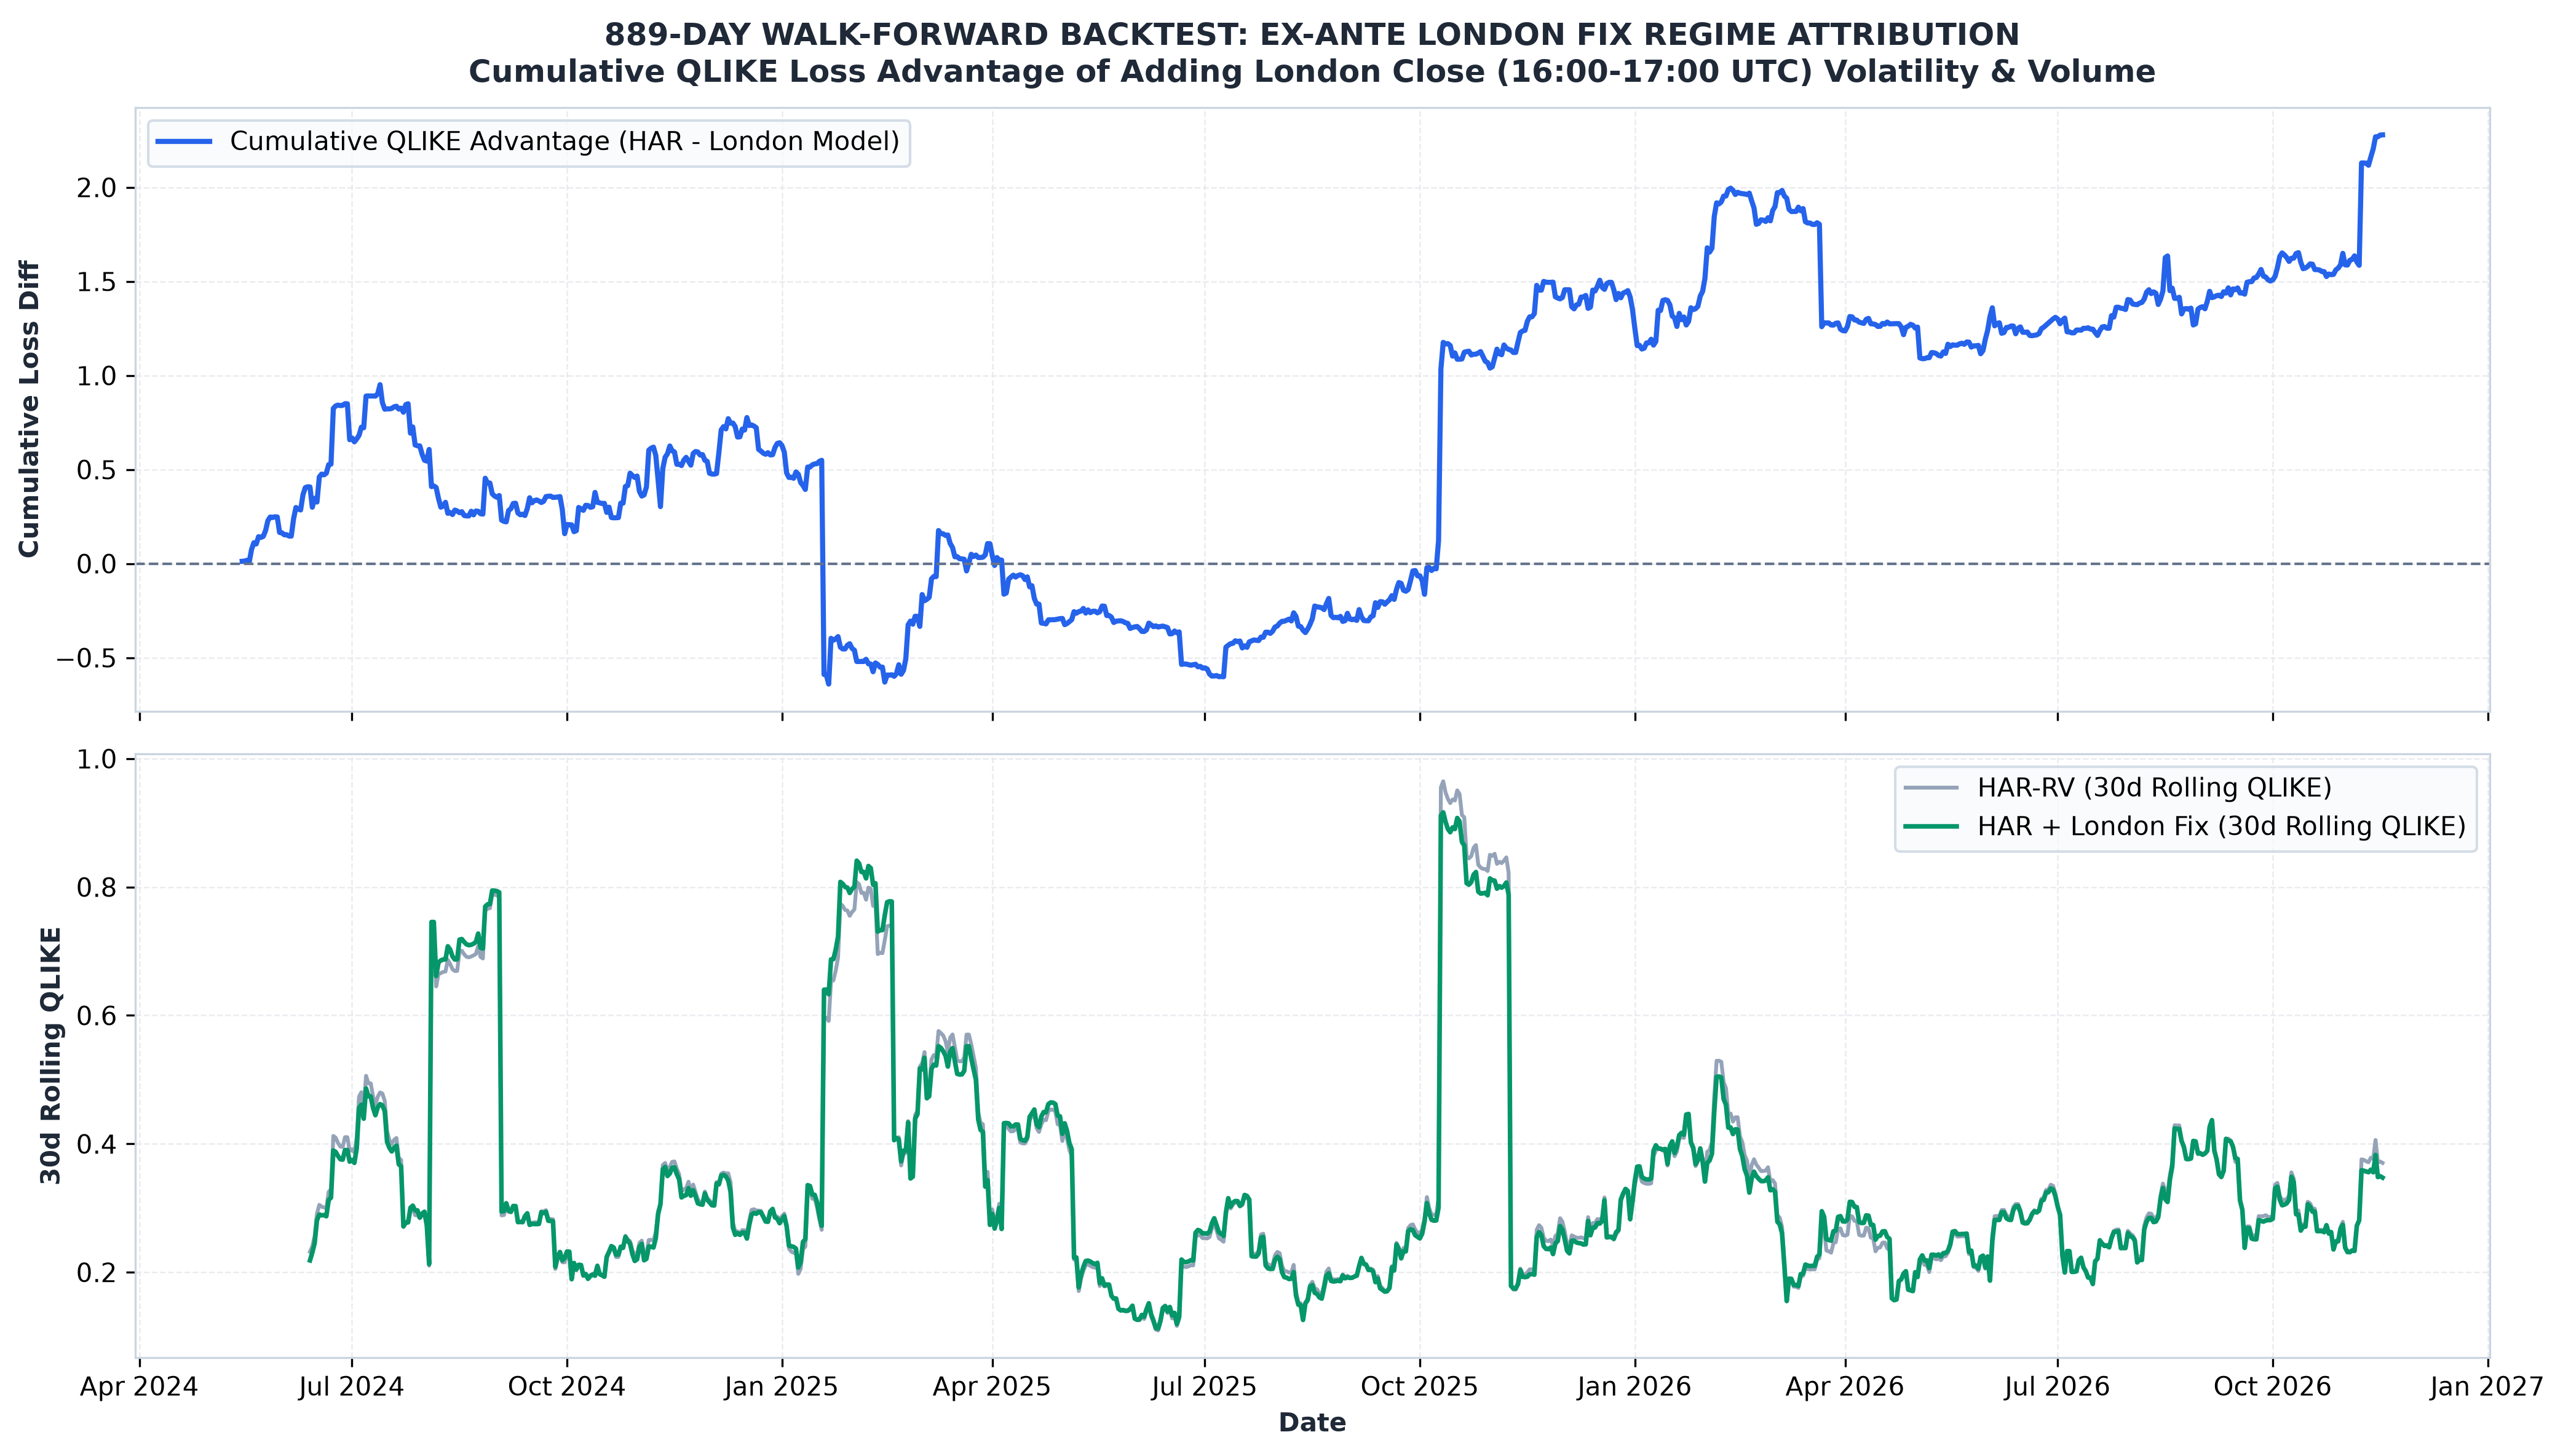 889-DAY WALK-FORWARD BACKTEST: EX-ANTE LONDON FIX REGIME ATTRIBUTION
Cumulative QLIKE Loss Advantage of Adding London Close (16:00-17:00 UTC) Volatility & Volume
Cumulative QLIKE Advantage (HAR - London Model)
Cumulative Loss Diff
2.0
1.5
1.0
0.5
0.0
−0.5
HAR-RV (30d Rolling QLIKE)
HAR + London Fix (30d Rolling QLIKE)
30d Rolling QLIKE
1.0
0.8
0.6
0.4
0.2
Apr 2024 Jul 2024 Oct 2024 Jan 2025 Apr 2025 Jul 2025 Oct 2025 Jan 2026 Apr 2026 Jul 2026 Oct 2026 Jan 2027
Date